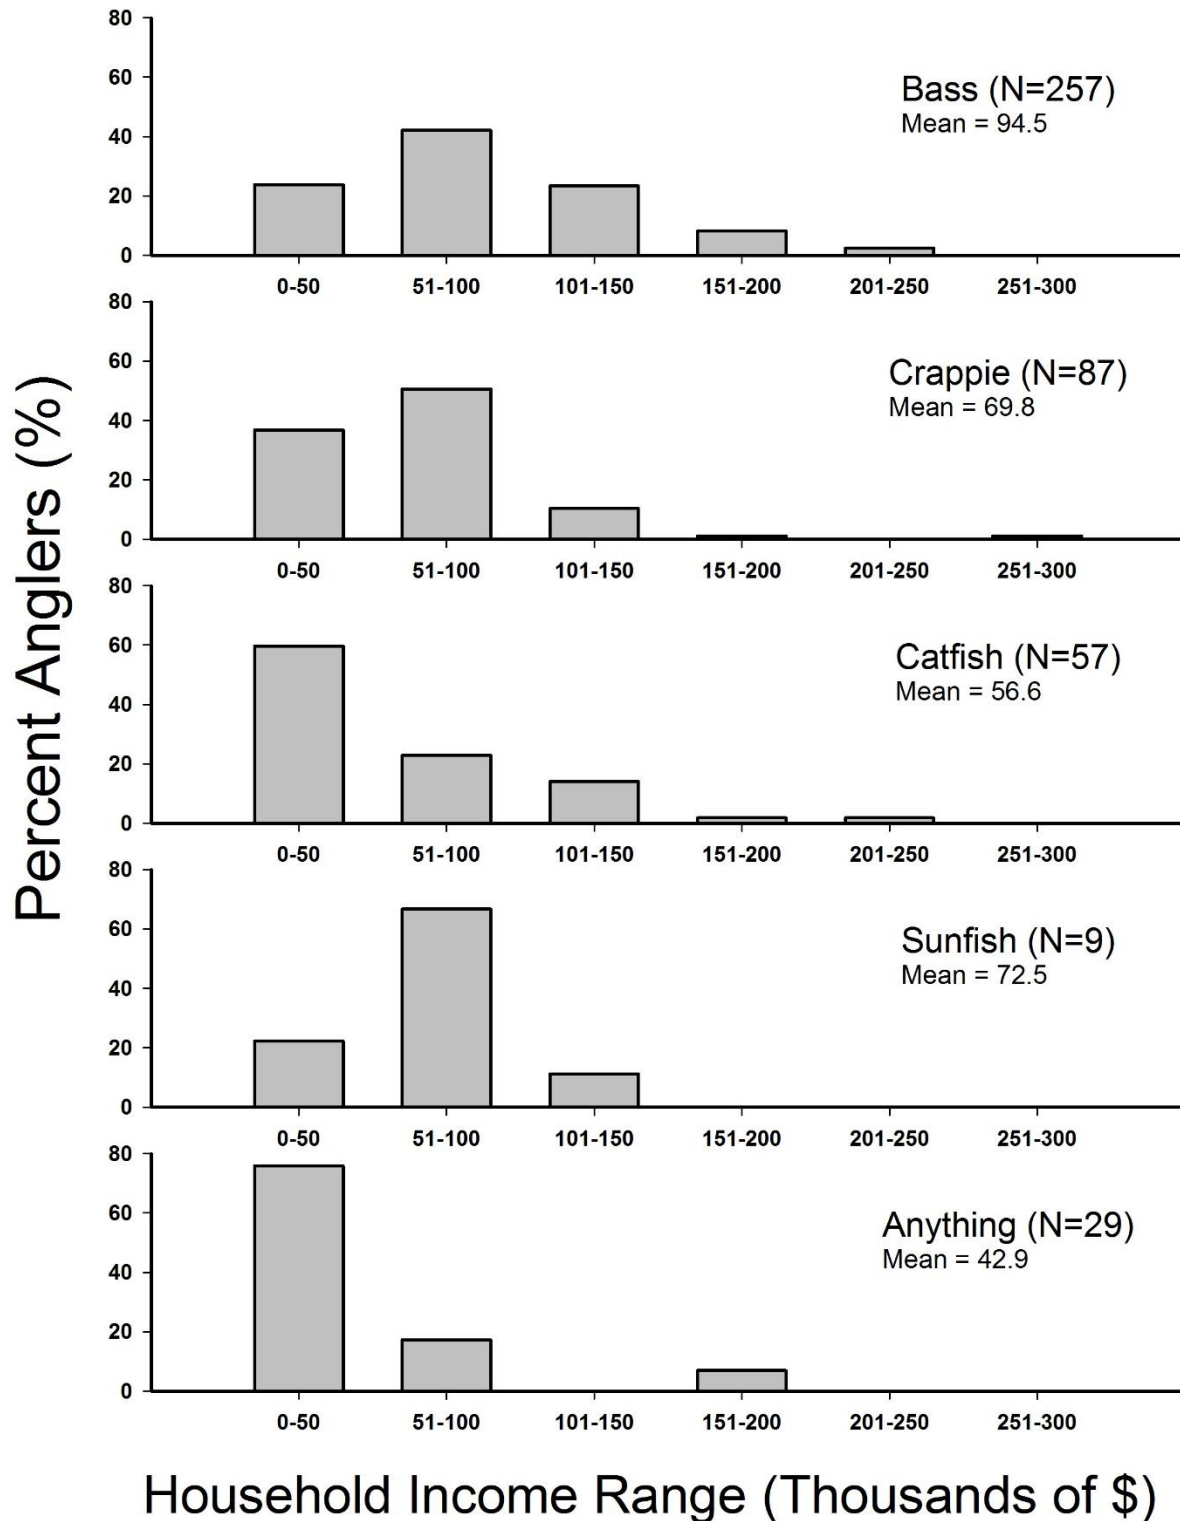 Percent Anglers (%)
80
60
40
20
0
Bass (N=257)
Mean = 94.5
0-50 51-100 101-150 151-200 201-250 251-300
80
60
40
20
0
Crappie (N=87)
Mean = 69.8
0-50 51-100 101-150 151-200 201-250 251-300
80
60
40
20
0
Catfish (N=57)
Mean = 56.6
0-50 51-100 101-150 151-200 201-250 251-300
80
60
40
20
0
Sunfish (N=9)
Mean = 72.5
0-50 51-100 101-150 151-200 201-250 251-300
80
60
40
20
0
Anything (N=29)
Mean = 42.9
0-50 51-100 101-150 151-200 201-250 251-300
Household Income Range (Thousands of $)